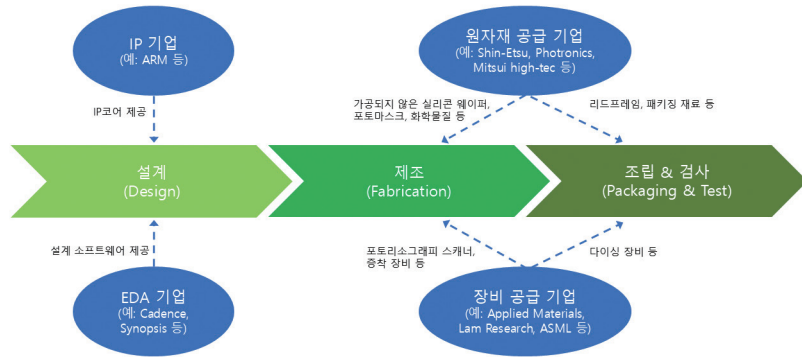 IP 기업
(예: ARM 등)
원자재 공급 기업
(예: Shin-Etsu, Photronics,
Mitsui high-tec 등)
IP코어 제공
가공되지 않은 실리콘 웨이퍼,
포토마스크, 화학물질 등
리드프레임, 패키징 재료 등
설계
(Design)
제조
(Fabrication)
조립 & 검사
(Packaging & Test)
설계 소프트웨어 제공
포토리소그래피 스캐너,
증착 장비 등
다이싱 장비 등
EDA 기업
(예: Cadence,
Synopsis 등)
장비 공급 기업
(예: Applied Materials,
Lam Research, ASML 등)